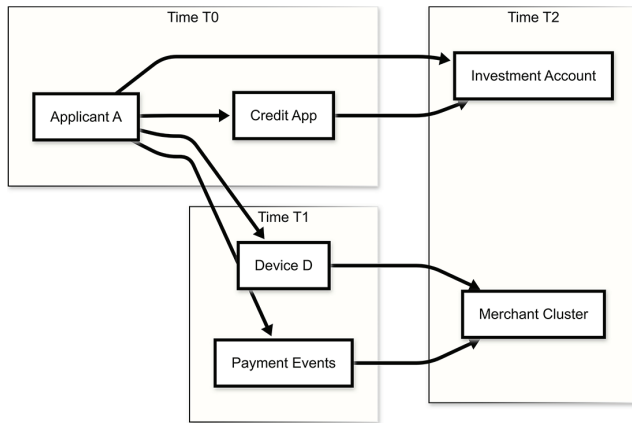 Time T0
Time T2
Applicant A
Credit App
Investment Account
Time T1
Device D
Payment Events
Merchant Cluster